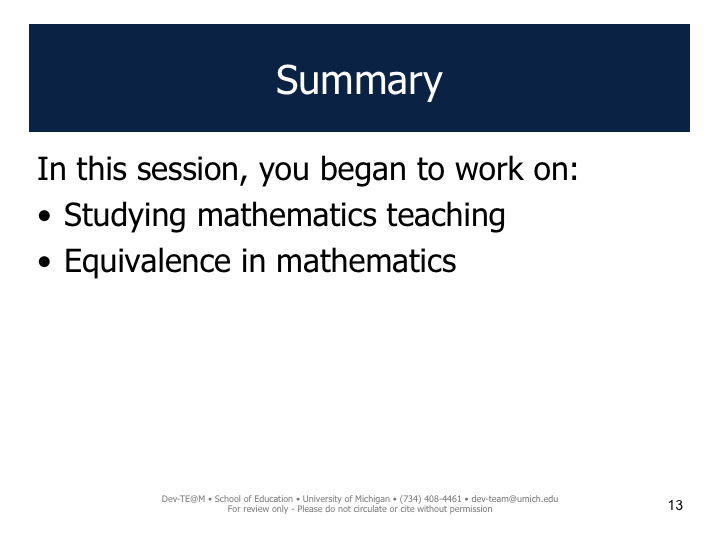 Summary
In this session, you began to work on:
• Studying mathematics teaching
• Equivalence in mathematics
Dev-TE@M • School of Education • University of Michigan • (734) 408-4461 • dev-team@umich.edu
For review only - Please do not circulate or cite without permission
13